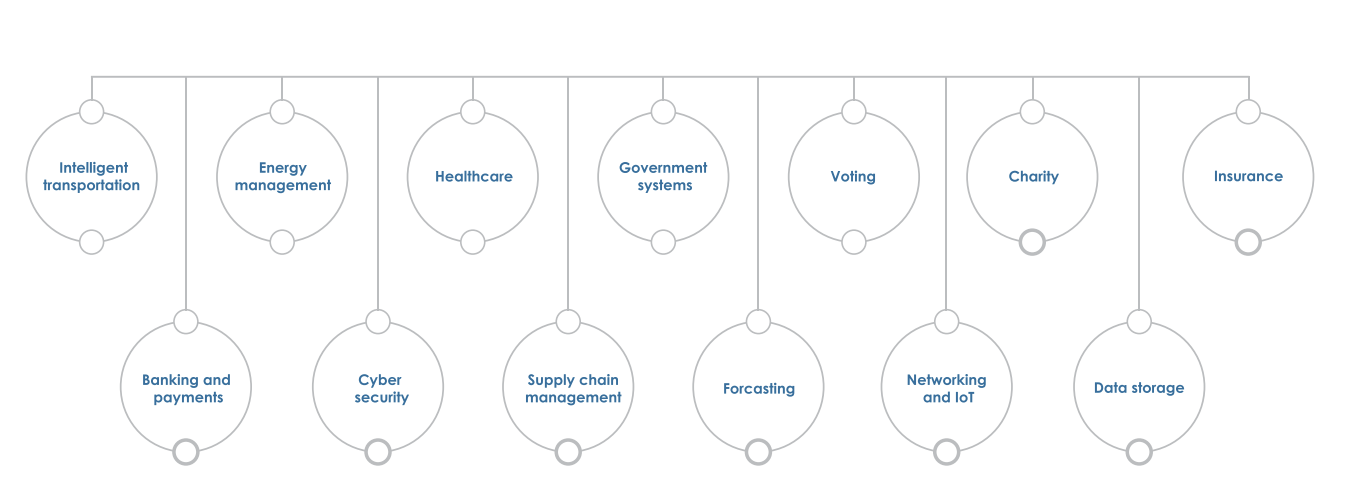 Intelligent
transportation
Energy
management
Healthcare
Government
systems
Voting
Charity
Insurance
Banking and
payments
Cyber
security
Supply chain
management
Forcasting
Networking
and IoT
Data storage